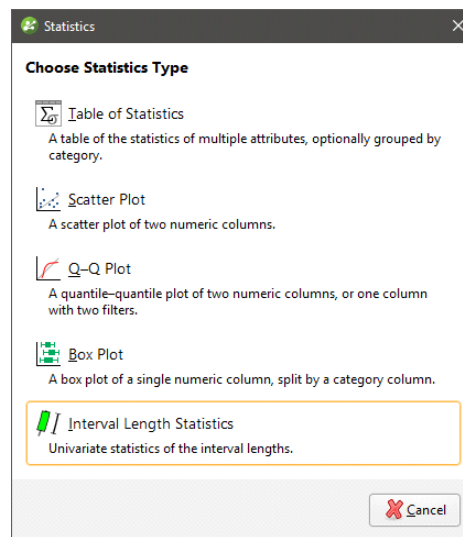 Statistics
Choose Statistics Type
Table of Statistics
A table of the statistics of multiple attributes, optionally grouped by
category.
Scatter Plot
A scatter plot of two numeric columns.
Q–Q Plot
A quantile–quantile plot of two numeric columns, or one column
with two filters.
Box Plot
A box plot of a single numeric column, split by a category column.
Interval Length Statistics
Univariate statistics of the interval lengths.
Cancel